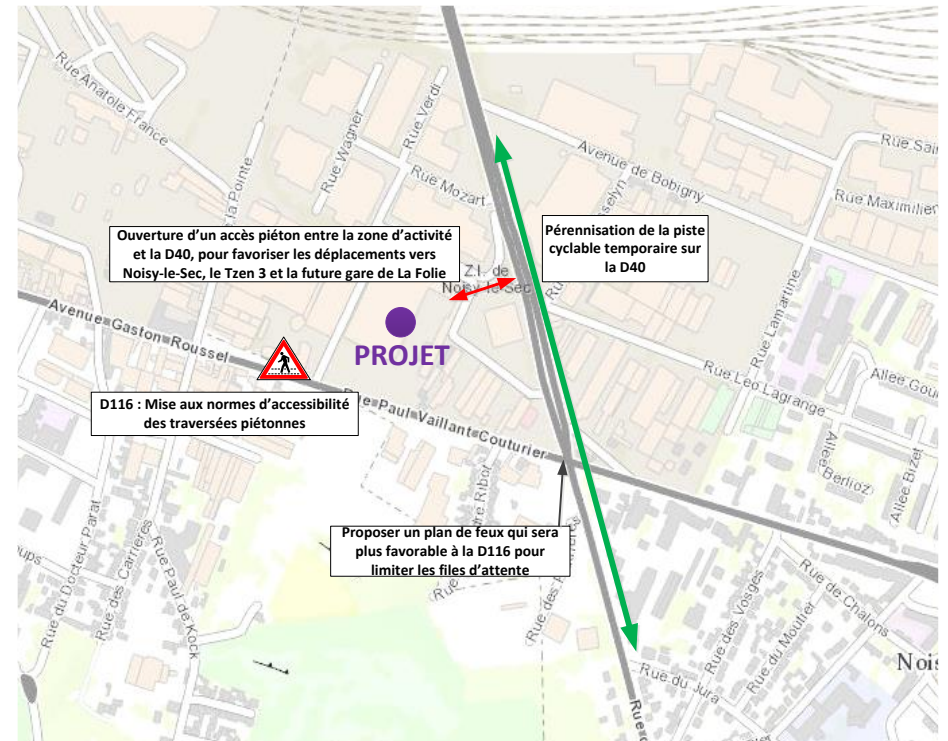 Rue Anatole France
Rue Wagner
Rue Verdi
Rue Mozart
la Pointe
Avenue de Bobigny
Rue Maximilien
Ouverture d'un accès piéton entre la zone d'activité
et la D40, pour favoriser les déplacements vers
Noisy-le-Sec, le Tzen 3 et la future gare de La Folie
Pérennisation de la piste
cyclable temporaire sur
la D40
Z.I. de
Noisy-le-Sec
Avenue Gaston Roussel
PROJET
Rue Lamartine
Rue Léo Lagrange
D116 : Mise aux normes d'accessibilité
des traversées piétonnes
Paul Vaillant Couturier
Allée
Berlioz
Allée Bizet
Proposer un plan de feux qui sera
plus favorable à la D116 pour
limiter les files d'attente
Rue du Docteur Parat
Rue des Carrières
Rue Paul de Kock
Rue des Vosges
Rue du Moutier
Rue de Chalons
Rue du Jura
Nois